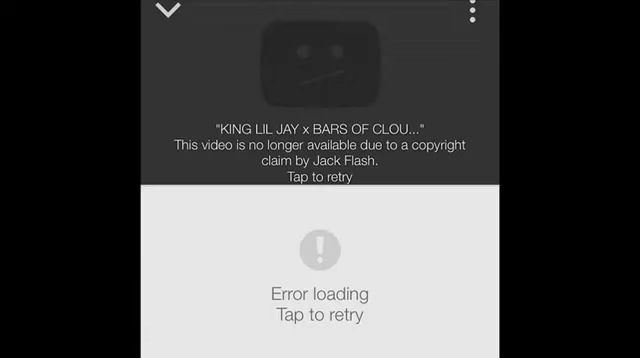 "KING LIL JAY x BARS OF CLOU..."
This video is no longer available due to a copyright
claim by Jack Flash.
Tap to retry
Error loading
Tap to retry